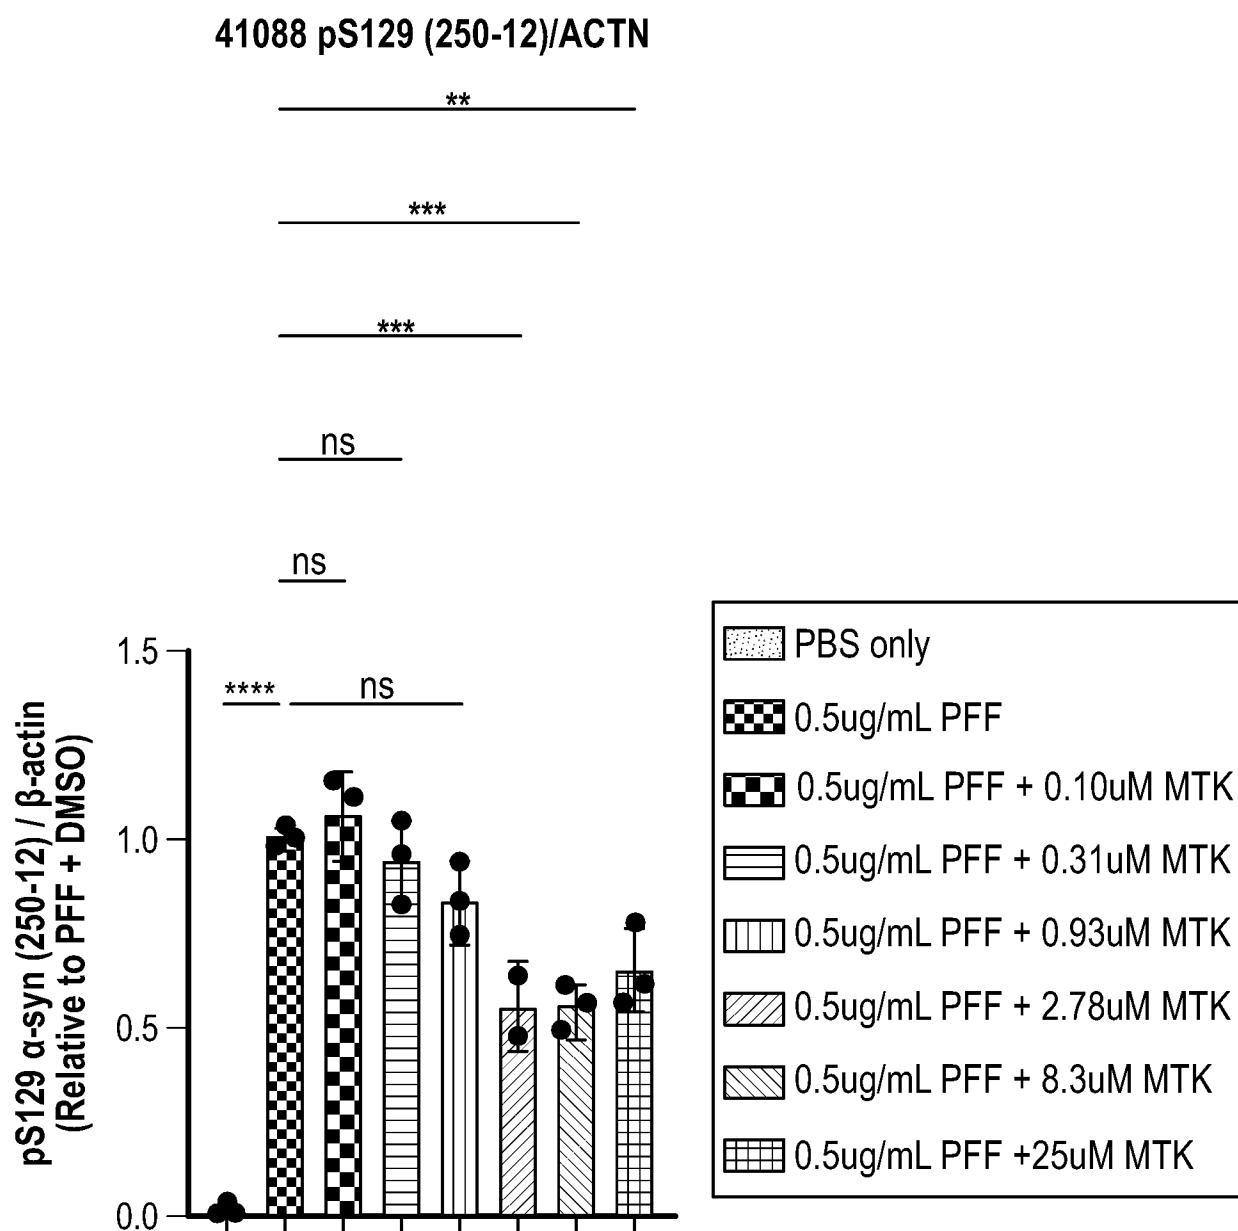 41088 pS129 (250-12)/ACTN
**
***
***
ns
ns
****
ns
1.5
1.0
0.5
0.0
pS129 α-syn (250-12) / β-actin
(Relative to PFF + DMSO)
PBS only
0.5ug/mL PFF
0.5ug/mL PFF + 0.10uM MTK
0.5ug/mL PFF + 0.31uM MTK
0.5ug/mL PFF + 0.93uM MTK
0.5ug/mL PFF + 2.78uM MTK
0.5ug/mL PFF + 8.3uM MTK
0.5ug/mL PFF +25uM MTK